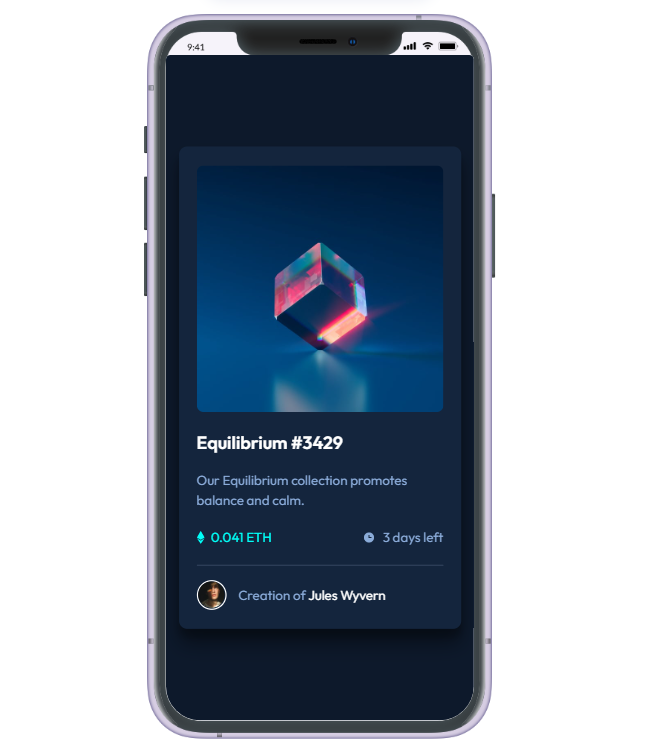 9:41
Equilibrium #3429
Our Equilibrium collection promotes
balance and calm.
0.041 ETH
3 days left
Creation of Jules Wyvern